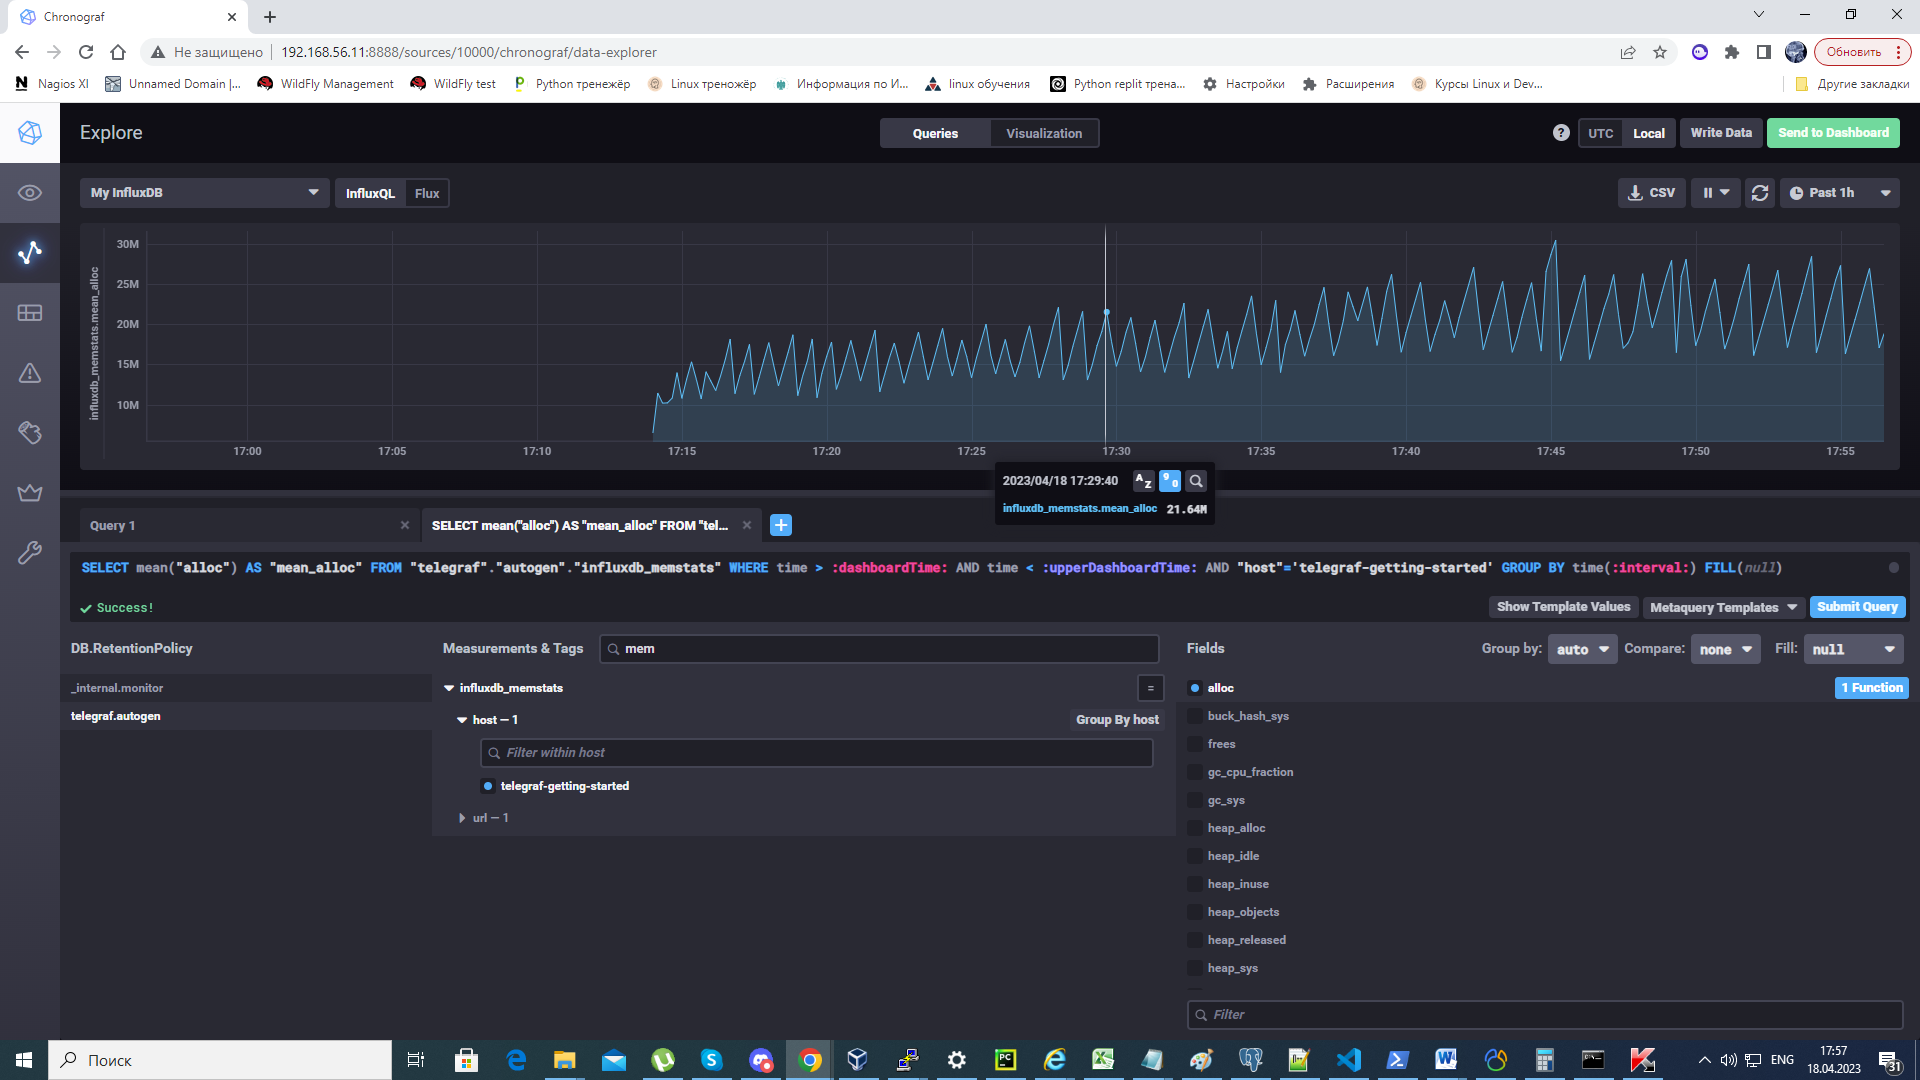 Chronograf
Не защищено
192.168.56.11:8888/sources/10000/chronograf/data-explorer
Обновить
Nagios XI
Unnamed Domain |...
WildFly Management
WildFly test
Python тренежёр
Linux треножёр
Информация по И...
linux обучения
Python replit трена...
Настройки
Расширения
Курсы Linux и Dev...
Другие закладки
Explore
Queries
Visualization
?
UTC
Local
Write Data
Send to Dashboard
My InfluxDB
InfluxQL
Flux
CSV
Past 1h
influxdb_memstats.mean_alloc
30M
25M
20M
15M
10M
17:00
17:05
17:10
17:15
17:20
17:25
17:30
17:35
17:40
17:45
17:50
17:55
2023/04/18 17:29:40
AZ
90
influxdb_memstats.mean_alloc 21.64M
Query 1
SELECT mean("alloc") AS "mean_alloc" FROM "tel...
SELECT mean("alloc") AS "mean_alloc" FROM "telegraf"."autogen"."influxdb_memstats" WHERE time > :dashboardTime: AND time < :upperDashboardTime: AND "host"='telegraf-getting-started' GROUP BY time(:interval:) FILL(null)
Success!
Show Template Values
Metaquery Templates
Submit Query
DB.RetentionPolicy
_internal.monitor
telegraf.autogen
Measurements & Tags
mem
influxdb_memstats
=
host — 1
Group By host
Filter within host
telegraf-getting-started
url — 1
Fields
Group by:
auto
Compare:
none
Fill:
null
alloc
1 Function
buck_hash_sys
frees
gc_cpu_fraction
gc_sys
heap_alloc
heap_idle
heap_inuse
heap_objects
heap_released
heap_sys
Filter
Поиск
ENG
17:57
18.04.2023
31